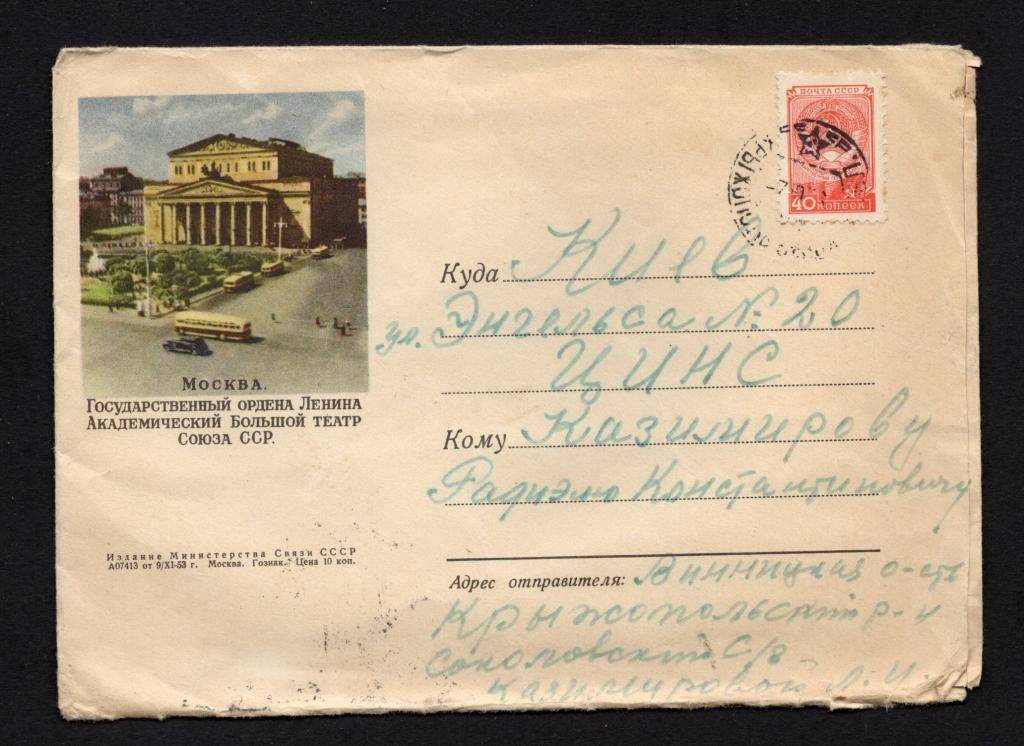 ПОЧТА СССР
40 КОПЕЕК
Куда Киев
ул. Энгельса № 20
ЦИНС
Кому Казимирову
Константиновичу
Москва.
Государственный ордена Ленина
Академический Большой театр
Союза ССР.
Издание Министерства Связи СССР
А07413 от 9/XI-53 г. Москва. Гознак. Цена 10 коп.
Адрес отправителя: Винницкая о-сть
Крыжопольский р-н
Соколовский С/з
Казимировой Л. И.